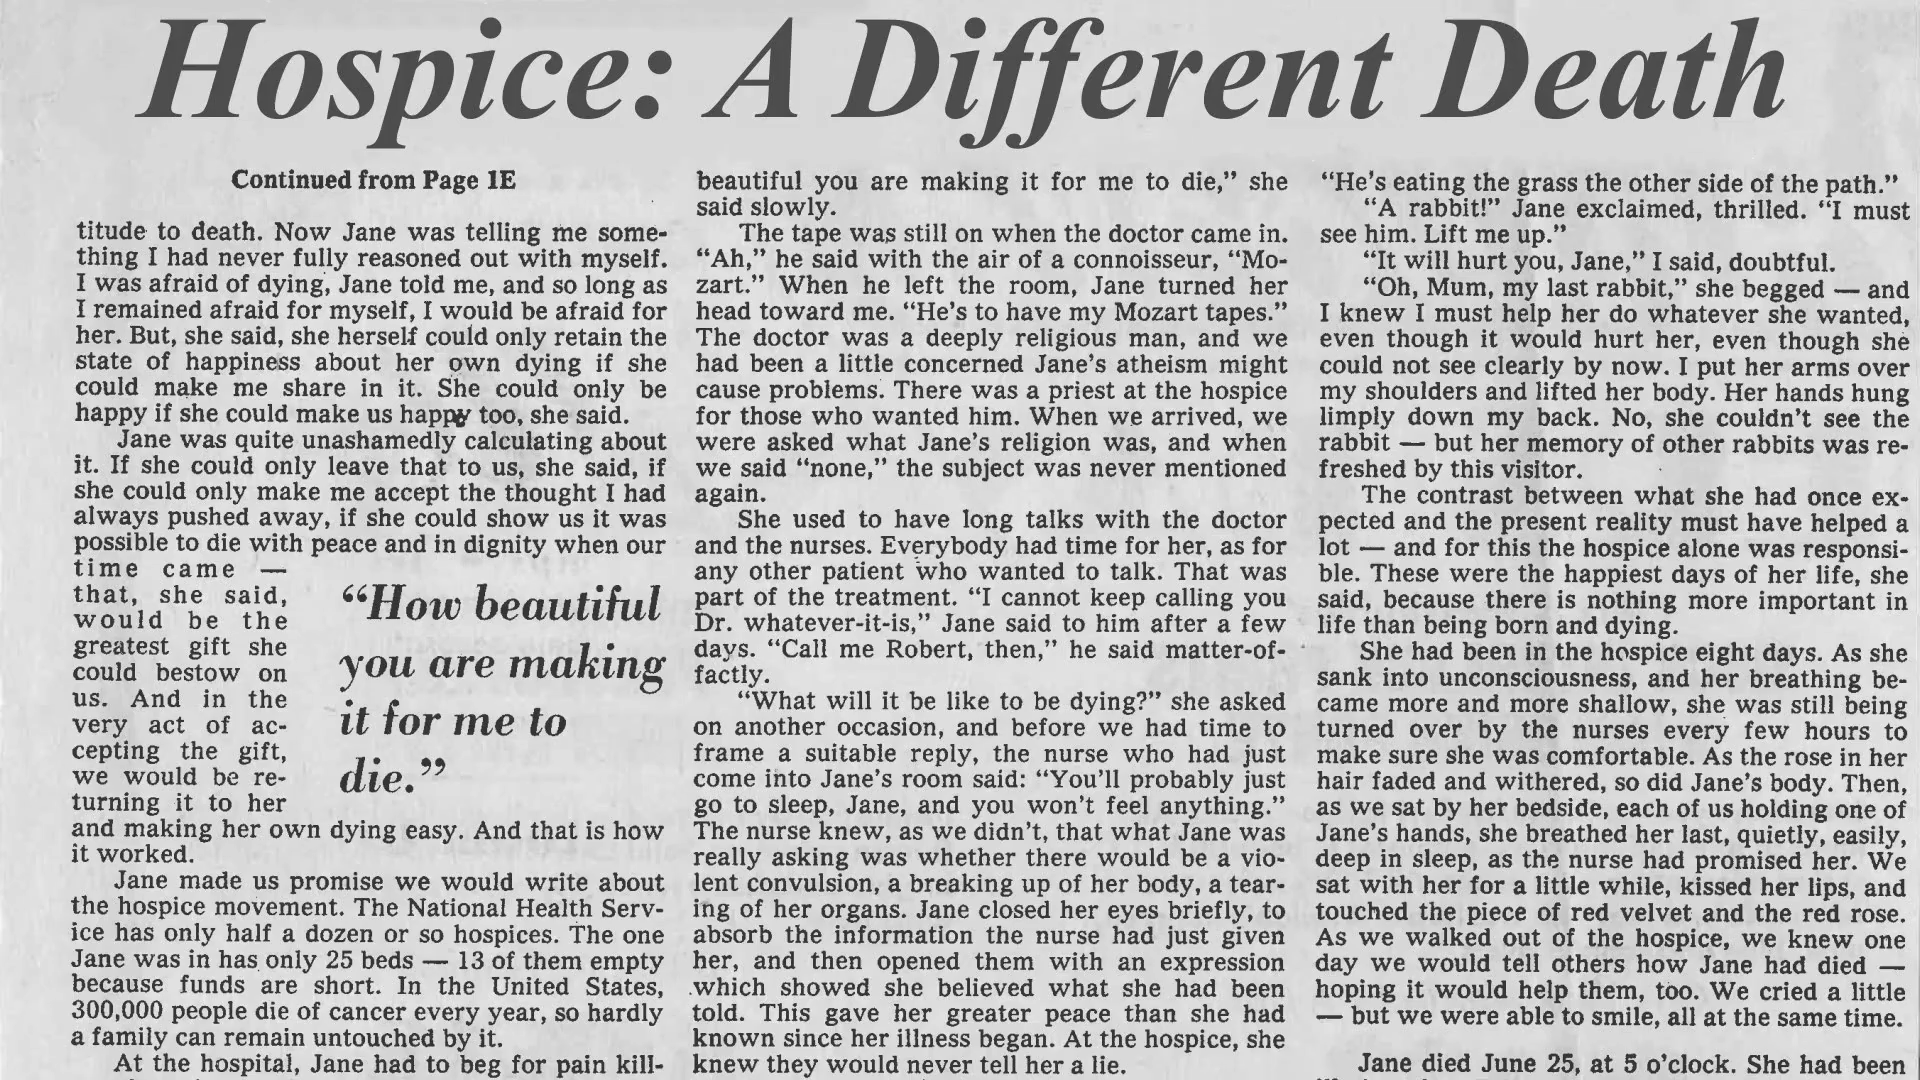 Hospice: A Different Death
Continued from Page 1E
titude to death. Now Jane was telling me some-
thing I had never fully reasoned out with myself.
I was afraid of dying, Jane told me, and so long as
I remained afraid for myself, I would be afraid for
her. But, she said, she herself could only retain the
state of happiness about her own dying if she
could make me share in it. She could only be
happy if she could make us happy too, she said.
Jane was quite unashamedly calculating about
it. If she could only leave that to us, she said, if
she could only make me accept the thought I had
always pushed away, if she could show us it was
possible to die with peace and in dignity when our
time came —
that, she said,
would be the
greatest gift she
could bestow on
us. And in the
very act of ac-
cepting the gift,
we would be re-
turning it to her
and making her own dying easy. And that is how
it worked.
“How beautiful
you are making
it for me to
die.”
Jane made us promise we would write about
the hospice movement. The National Health Serv-
ice has only half a dozen or so hospices. The one
Jane was in has only 25 beds — 13 of them empty
because funds are short. In the United States,
300,000 people die of cancer every year, so hardly
a family can remain untouched by it.
At the hospital, Jane had to beg for pain kill-
beautiful you are making it for me to die,” she
said slowly.
The tape was still on when the doctor came in.
“Ah,” he said with the air of a connoisseur, “Mo-
zart.” When he left the room, Jane turned her
head toward me. “He’s to have my Mozart tapes.”
The doctor was a deeply religious man, and we
had been a little concerned Jane’s atheism might
cause problems. There was a priest at the hospice
for those who wanted him. When we arrived, we
were asked what Jane’s religion was, and when
we said “none,” the subject was never mentioned
again.
She used to have long talks with the doctor
and the nurses. Everybody had time for her, as for
any other patient who wanted to talk. That was
part of the treatment. “I cannot keep calling you
Dr. whatever-it-is,” Jane said to him after a few
days. “Call me Robert, then,” he said matter-of-
factly.
“What will it be like to be dying?” she asked
on another occasion, and before we had time to
frame a suitable reply, the nurse who had just
come into Jane’s room said: “You’ll probably just
go to sleep, Jane, and you won’t feel anything.”
The nurse knew, as we didn’t, that what Jane was
really asking was whether there would be a vio-
lent convulsion, a breaking up of her body, a tear-
ing of her organs. Jane closed her eyes briefly, to
absorb the information the nurse had just given
her, and then opened them with an expression
which showed she believed what she had been
told. This gave her greater peace than she had
known since her illness began. At the hospice, she
knew they would never tell her a lie.
“He’s eating the grass the other side of the path.”
“A rabbit!” Jane exclaimed, thrilled. “I must
see him. Lift me up.”
“It will hurt you, Jane,” I said, doubtful.
“Oh, Mum, my last rabbit,” she begged — and
I knew I must help her do whatever she wanted,
even though it would hurt her, even though she
could not see clearly by now. I put her arms over
my shoulders and lifted her body. Her hands hung
limply down my back. No, she couldn’t see the
rabbit — but her memory of other rabbits was re-
freshed by this visitor.
The contrast between what she had once ex-
pected and the present reality must have helped a
lot — and for this the hospice alone was responsi-
ble. These were the happiest days of her life, she
said, because there is nothing more important in
life than being born and dying.
She had been in the hospice eight days. As she
sank into unconsciousness, and her breathing be-
came more and more shallow, she was still being
turned over by the nurses every few hours to
make sure she was comfortable. As the rose in her
hair faded and withered, so did Jane’s body. Then,
as we sat by her bedside, each of us holding one of
Jane’s hands, she breathed her last, quietly, easily,
deep in sleep, as the nurse had promised her. We
sat with her for a little while, kissed her lips, and
touched the piece of red velvet and the red rose.
As we walked out of the hospice, we knew one
day we would tell others how Jane had died —
hoping it would help them, too. We cried a little
— but we were able to smile, all at the same time.
Jane died June 25, at 5 o’clock. She had been